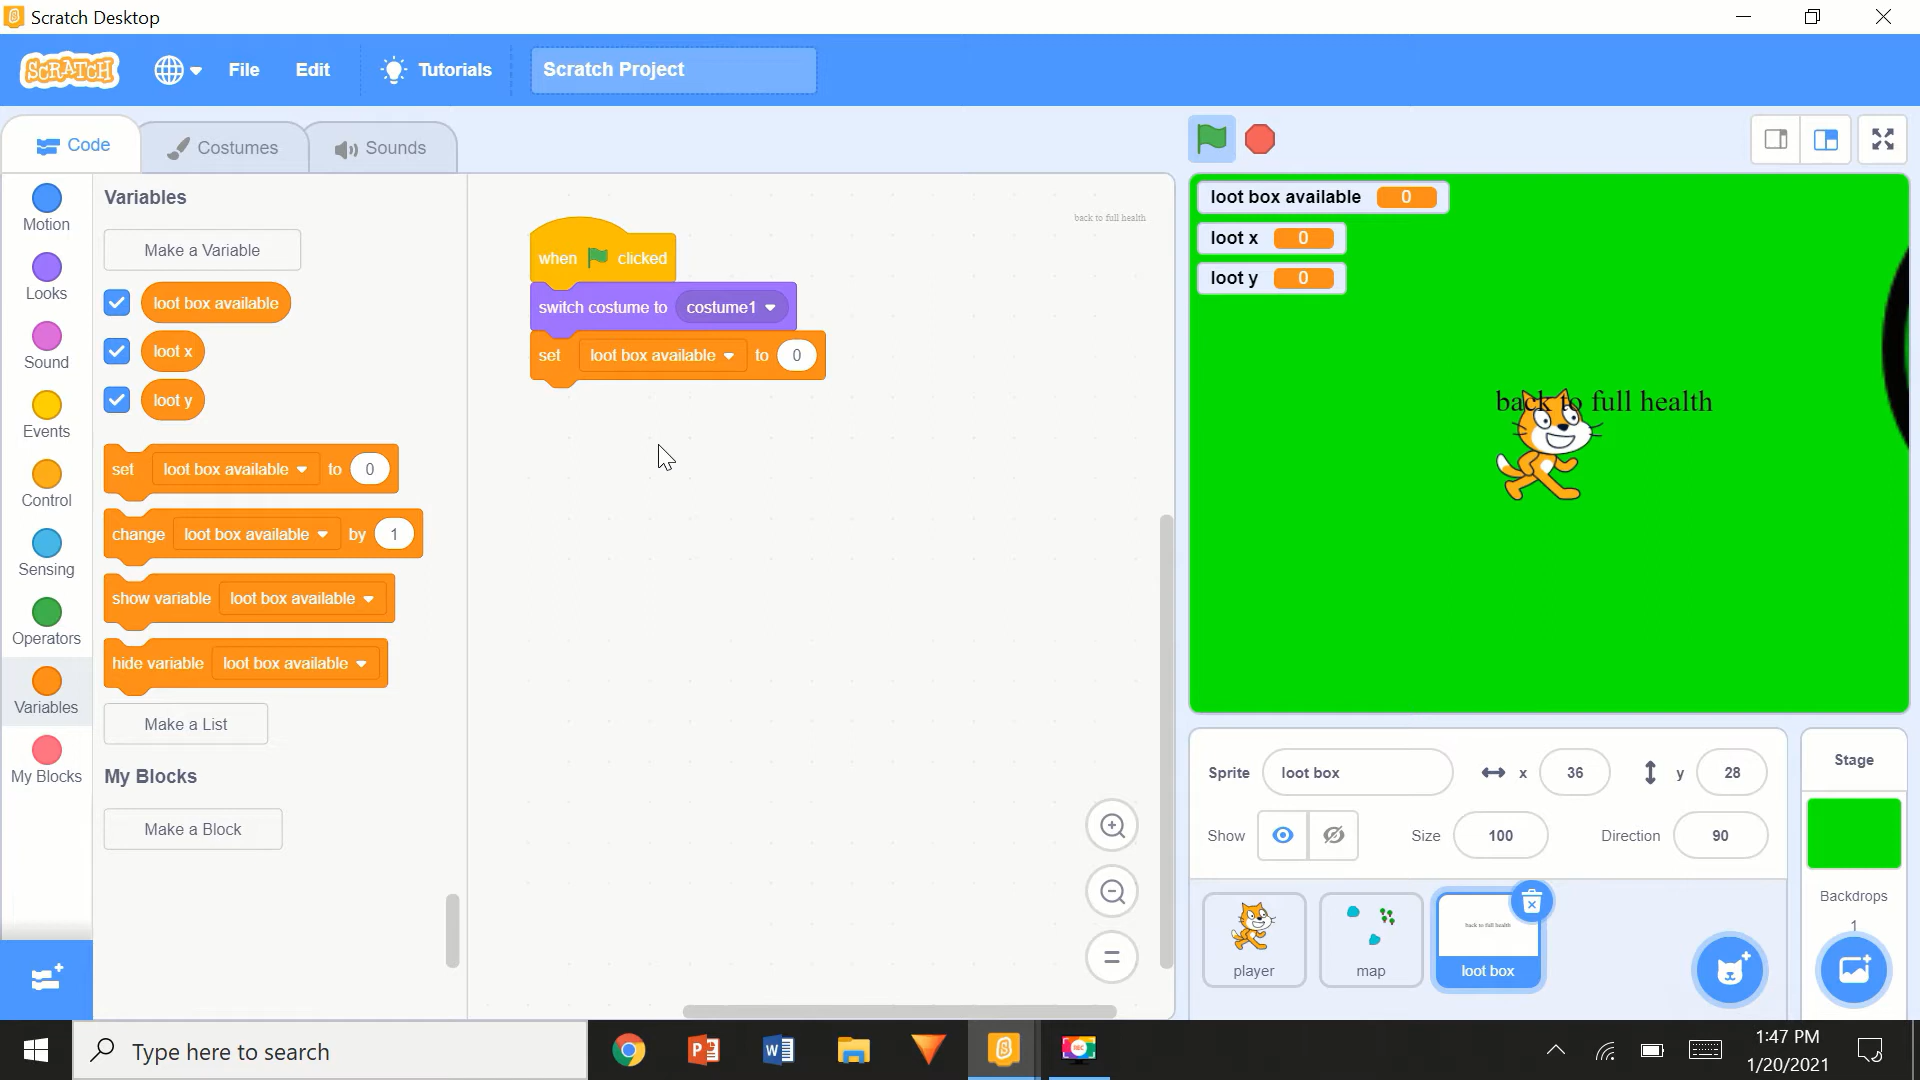 Scratch Desktop
SCRATCH
File
Edit
Tutorials
Scratch Project
Code
Costumes
Sounds
Motion
Looks
Sound
Events
Control
Sensing
Operators
Variables
My Blocks
Variables
Make a Variable
loot box available
loot x
loot y
set loot box available to 0
change loot box available by 1
show variable loot box available
hide variable loot box available
Make a List
My Blocks
Make a Block
when clicked
switch costume to costume1
set loot box available to 0
back to full health
loot box available 0
loot x 0
loot y 0
back to full health
Sprite loot box x 36 y 28
Show Size 100 Direction 90
player
map
back to full health
loot box
Stage
Backdrops
1
Type here to search
1:47 PM
1/20/2021